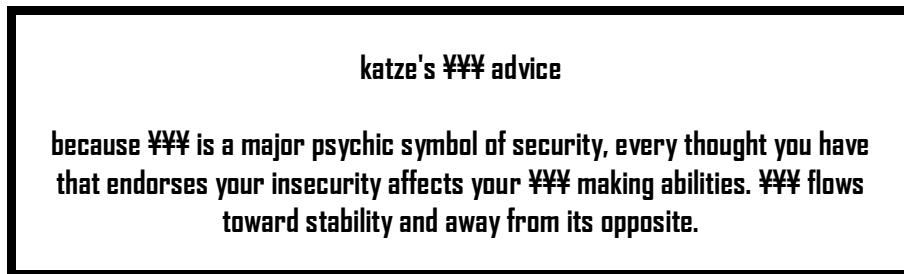 katze's ¥¥¥ advice
because ¥¥¥ is a major psychic symbol of security, every thought you have
that endorses your insecurity affects your ¥¥¥ making abilities. ¥¥¥ flows
toward stability and away from its opposite.